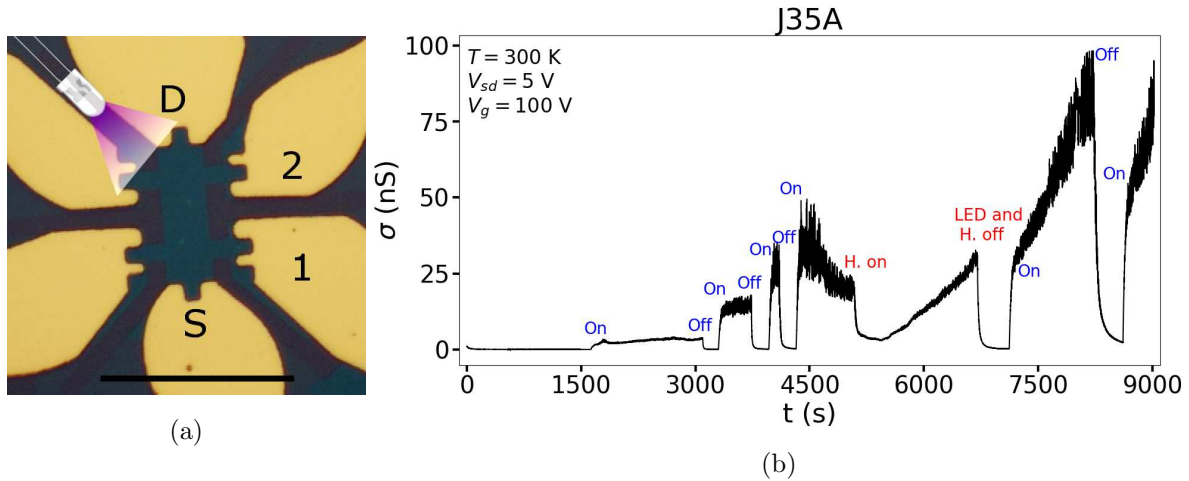 D
2
1
S
(a)
J35A
T = 300 K
V_sd = 5 V
V_g = 100 V
σ (nS)
100
75
50
25
0
On
Off
On
Off
On
Off
On
H. on
LED and
H. off
On
Off
On
0
1500
3000
4500
6000
7500
9000
t (s)
(b)